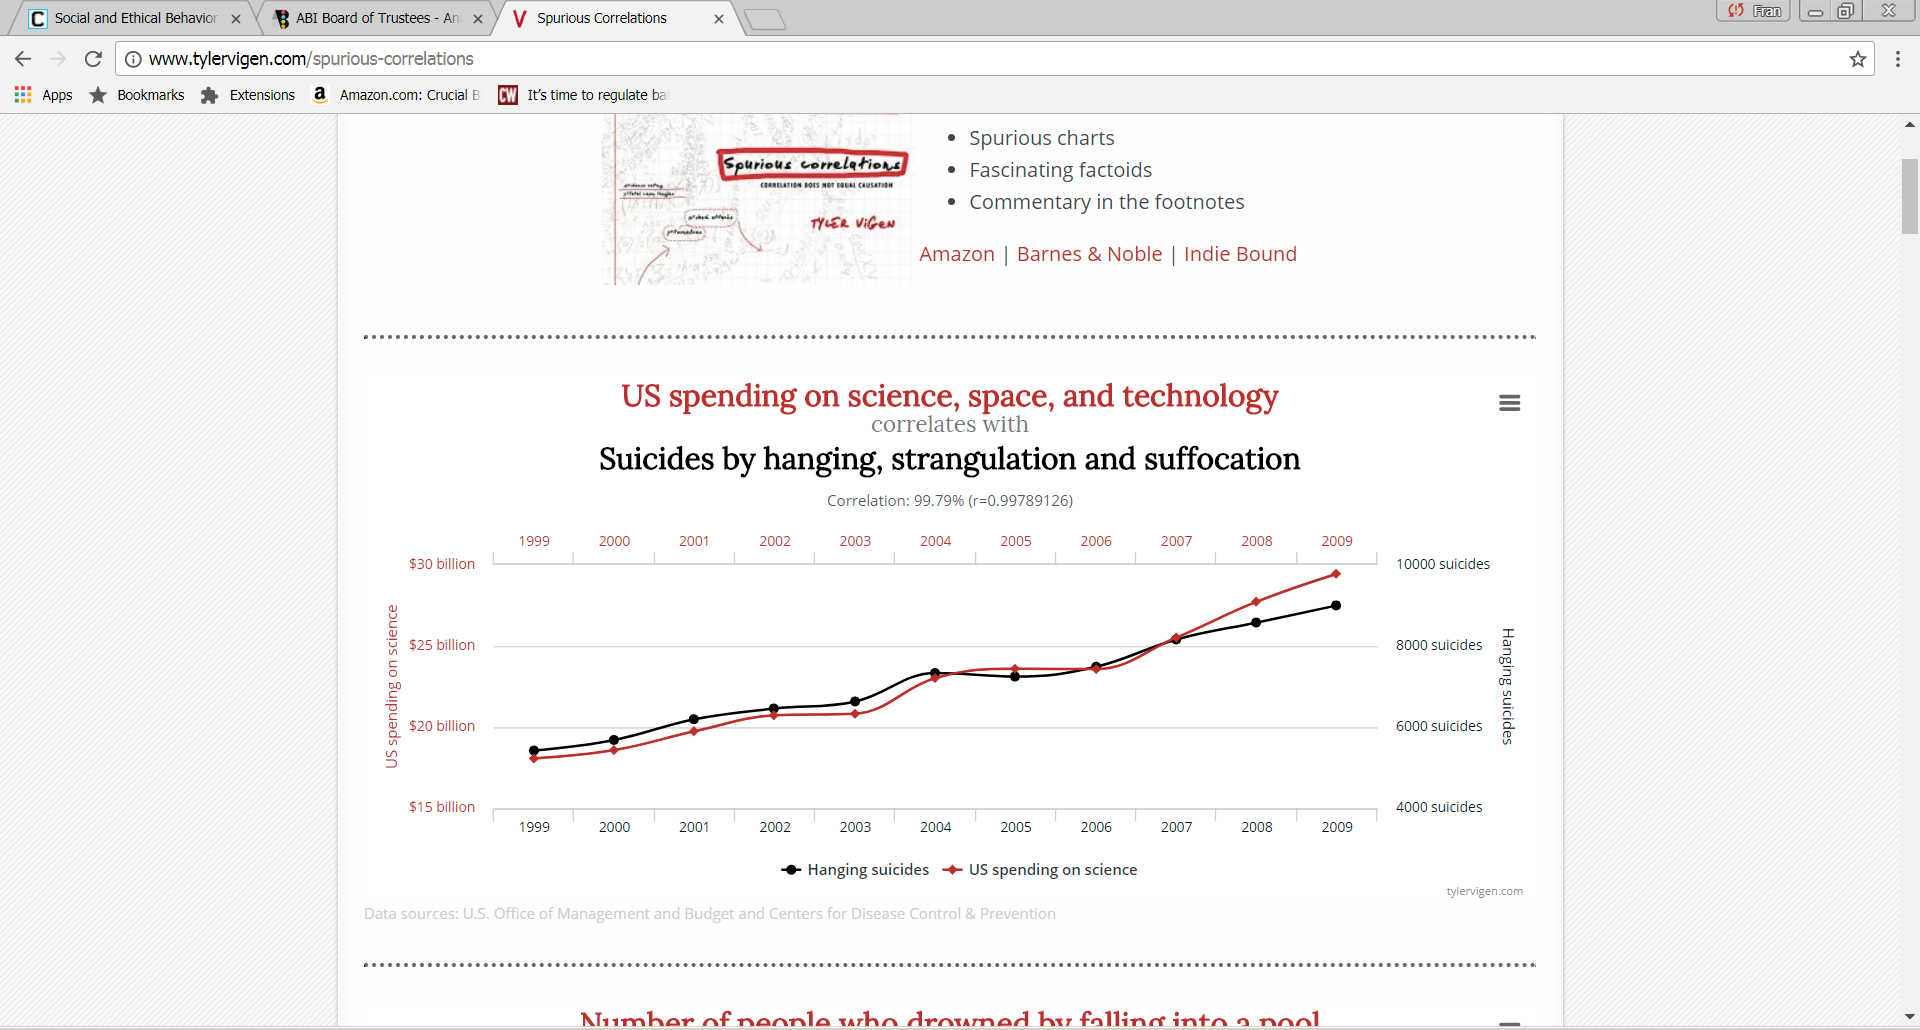 Social and Ethical Behavior
ABI Board of Trustees - An
Spurious Correlations
Fran
www.tylervigen.com/spurious-correlations
Apps
Bookmarks
Extensions
Amazon.com: Crucial B
It's time to regulate ba
Spurious correlations
CORRELATION DOES NOT EQUAL CAUSATION
TYLER VIGEN
Spurious charts
Fascinating factoids
Commentary in the footnotes
Amazon | Barnes & Noble | Indie Bound
US spending on science, space, and technology
correlates with
Suicides by hanging, strangulation and suffocation
Correlation: 99.79% (r=0.99789126)
1999 2000 2001 2002 2003 2004 2005 2006 2007 2008 2009
$30 billion 10000 suicides
$25 billion 8000 suicides
$20 billion 6000 suicides
$15 billion 4000 suicides
US spending on science
Hanging suicides
1999 2000 2001 2002 2003 2004 2005 2006 2007 2008 2009
Hanging suicides US spending on science
tylervigen.com
Data sources: U.S. Office of Management and Budget and Centers for Disease Control & Prevention
Number of people who drowned by falling into a pool